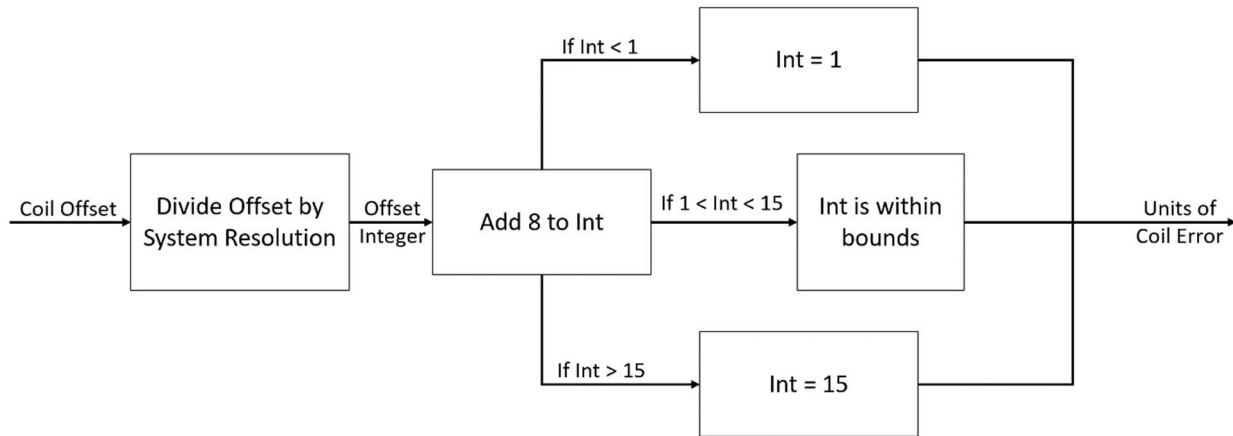 Coil Offset
Divide Offset by
System Resolution
Offset
Integer
Add 8 to Int
If Int < 1
Int = 1
If 1 < Int < 15
Int is within
bounds
If Int > 15
Int = 15
Units of
Coil Error